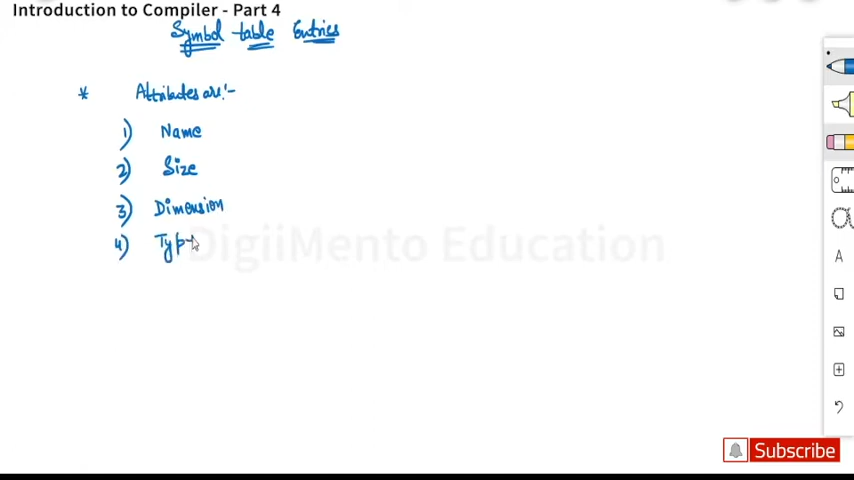 Introduction to Compiler - Part 4
Symbol table Entries
* Attributes are:-
1) Name
2) Size
3) Dimension
4) Typ
DigiiMento Education
A
Subscribe